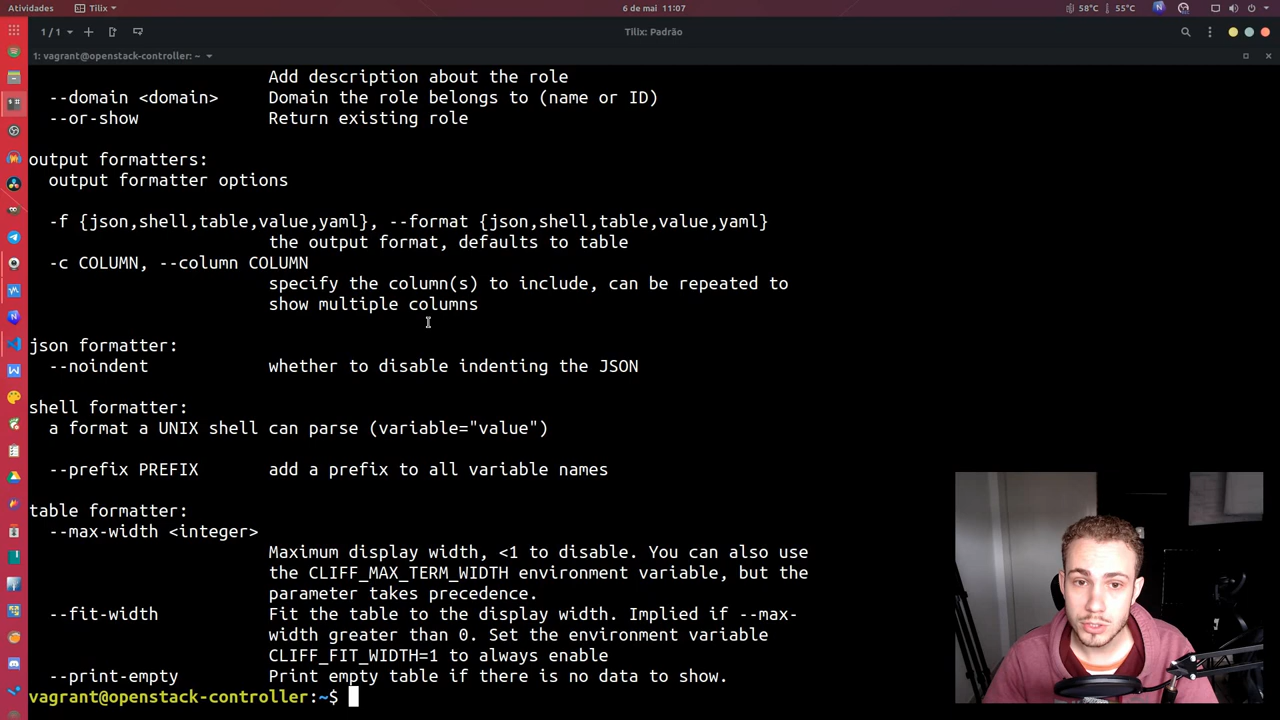 Atividades
Tilix
6 de mai 11:07
58°C
55°C
1 / 1
Tilix: Padrão
1: vagrant@openstack-controller: ~
Add description about the role
--domain <domain> Domain the role belongs to (name or ID)
--or-show Return existing role
output formatters:
output formatter options
-f {json,shell,table,value,yaml}, --format {json,shell,table,value,yaml}
the output format, defaults to table
-c COLUMN, --column COLUMN
specify the column(s) to include, can be repeated to
show multiple columns
json formatter:
--noindent whether to disable indenting the JSON
shell formatter:
a format a UNIX shell can parse (variable="value")
--prefix PREFIX add a prefix to all variable names
table formatter:
--max-width <integer>
Maximum display width, <1 to disable. You can also use
the CLIFF_MAX_TERM_WIDTH environment variable, but the
parameter takes precedence.
--fit-width Fit the table to the display width. Implied if --max-
width greater than 0. Set the environment variable
CLIFF_FIT_WIDTH=1 to always enable
--print-empty Print empty table if there is no data to show.
vagrant@openstack-controller:~$